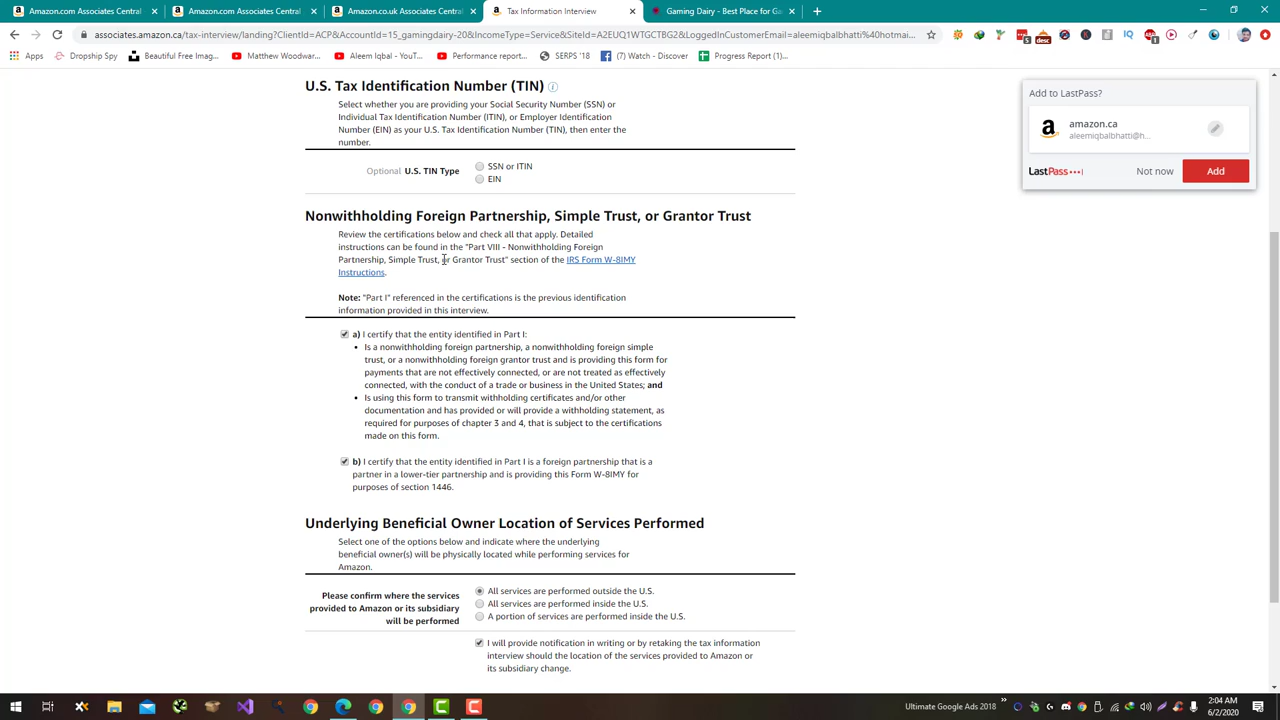 Amazon.com Associates Central
Amazon.com Associates Central
Amazon.co.uk Associates Central
Tax Information Interview
Gaming Dairy - Best Place for Ga
associates.amazon.ca/tax-interview/landing?ClientId=ACP&AccountId=15_gamingdairy-20&IncomeType=Service&SiteId=A2EUQ1WTGCTBG2&LoggedInCustomerEmail=aleemiqbalbhatti%40hotmai...
Apps
Dropship Spy
Beautiful Free Imag...
Matthew Woodwar...
Aleem Iqbal - YouT...
Performance report...
SERPS '18
(7) Watch - Discover
Progress Report (1)...
Add to LastPass?
amazon.ca
aleemiqbalbhatti@h...
LastPass
Not now
Add
U.S. Tax Identification Number (TIN)
Select whether you are providing your Social Security Number (SSN) or
Individual Tax Identification Number (ITIN), or Employer Identification
Number (EIN) as your U.S. Tax Identification Number (TIN), then enter the
number.
Optional U.S. TIN Type
SSN or ITIN
EIN
Nonwithholding Foreign Partnership, Simple Trust, or Grantor Trust
Review the certifications below and check all that apply. Detailed
instructions can be found in the "Part VIII - Nonwithholding Foreign
Partnership, Simple Trust, or Grantor Trust" section of the IRS Form W-8IMY
Instructions.
Note: "Part I" referenced in the certifications is the previous identification
information provided in this interview.
a) I certify that the entity identified in Part I:
• Is a nonwithholding foreign partnership, a nonwithholding foreign simple
trust, or a nonwithholding foreign grantor trust and is providing this form for
payments that are not effectively connected, or are not treated as effectively
connected, with the conduct of a trade or business in the United States; and
• Is using this form to transmit withholding certificates and/or other
documentation and has provided or will provide a withholding statement, as
required for purposes of chapter 3 and 4, that is subject to the certifications
made on this form.
b) I certify that the entity identified in Part I is a foreign partnership that is a
partner in a lower-tier partnership and is providing this Form W-8IMY for
purposes of section 1446.
Underlying Beneficial Owner Location of Services Performed
Select one of the options below and indicate where the underlying
beneficial owner(s) will be physically located while performing services for
Amazon.
Please confirm where the services
provided to Amazon or its subsidiary
will be performed
All services are performed outside the U.S.
All services are performed inside the U.S.
A portion of services are performed inside the U.S.
I will provide notification in writing or by retaking the tax information
interview should the location of the services provided to Amazon or
its subsidiary change.
Ultimate Google Ads 2018
2:04 AM
6/2/2020